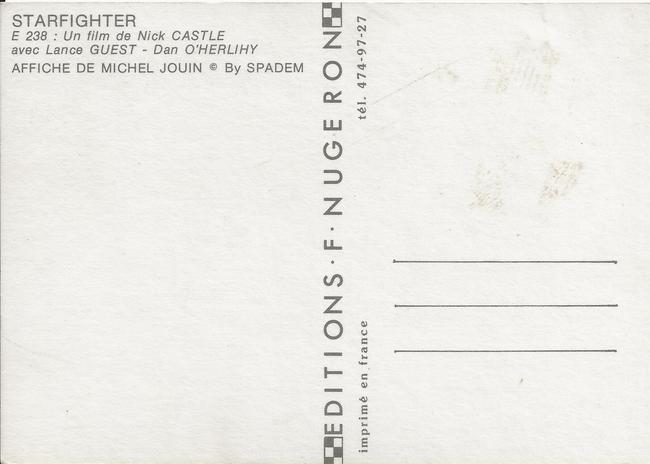 STARFIGHTER
E 238 : Un film de Nick CASTLE
avec Lance GUEST - Dan O'HERLIHY
AFFICHE DE MICHEL JOUIN © By SPADEM
EDITIONS·F·NUGERON
tél. 474-97-27
imprimé en france